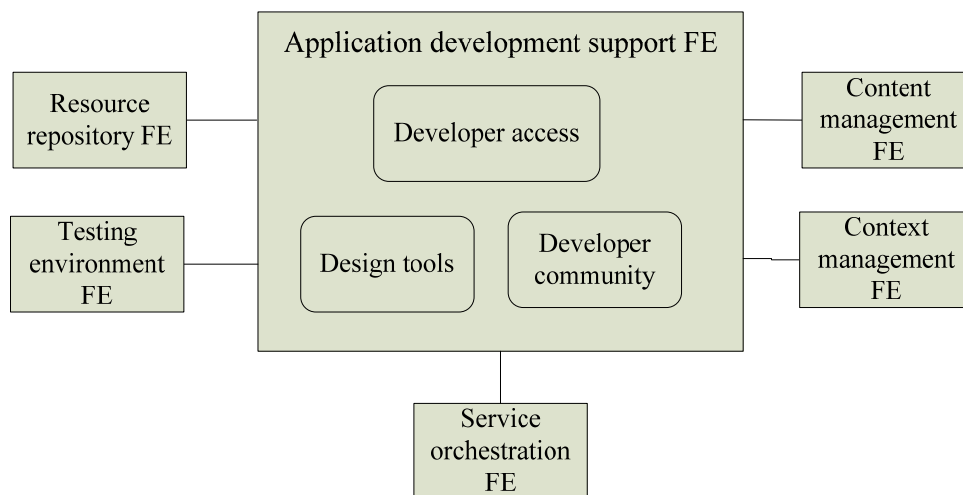 Application development support FE
Resource
repository FE
Developer access
Content
management
FE
Testing
environment
FE
Design tools
Developer
community
Context
management
FE
Service
orchestration
FE